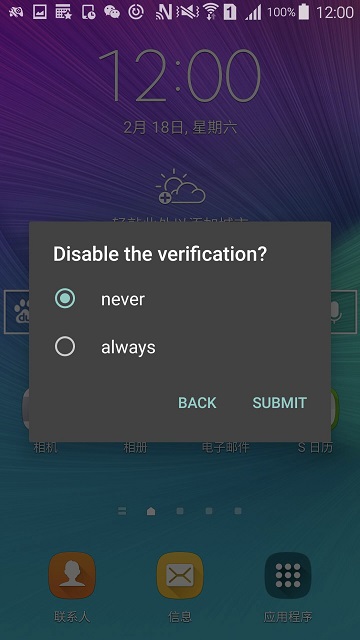 1 100% 12:00
12:00
2月 18日, 星期六
Disable the verification?
never
always
BACK SUBMIT
相机 相册 电子邮件 S 日历
联系人 信息 应用程序